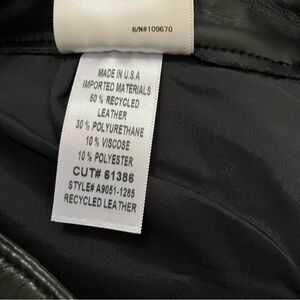 R/N#109670
MADE IN U.S.A
IMPORTED MATERIALS
50 % RECYCLED
LEATHER
30 % POLYURETHANE
10 % VISCOSE
10 % POLYESTER
CUT# 61386
STYLE# A9051-1285
RECYCLED LEATHER